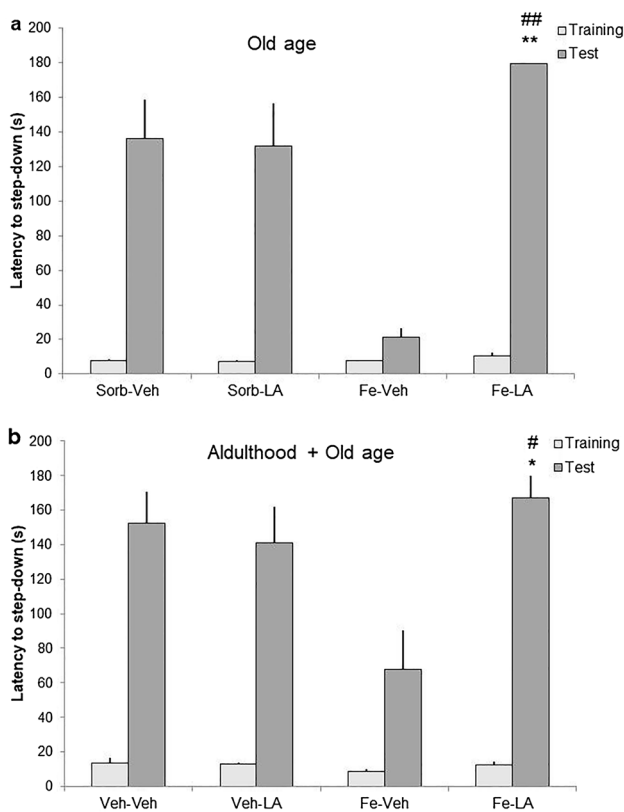 a
Old age
##
**
Training
Test
Latency to step-down (s)
200
180
160
140
120
100
80
60
40
20
0
Sorb-Veh Sorb-LA Fe-Veh Fe-LA
b
Aldulthood + Old age
#
*
Training
Test
Latency to step-down (s)
200
180
160
140
120
100
80
60
40
20
0
Veh-Veh Veh-LA Fe-Veh Fe-LA